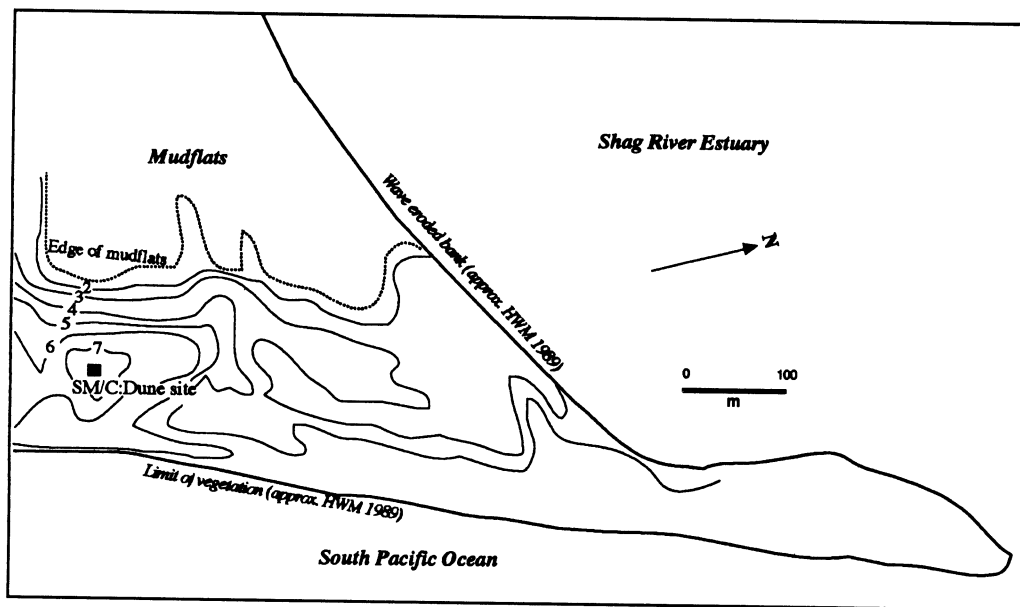 Shag River Estuary
Mudflats
Wave eroded bank (approx. HWM 1989)
N
Edge of mudflats
2
3
4
5
6
7
SM/C:Dune site
0
100
m
Limit of vegetation (approx. HWM 1989)
South Pacific Ocean